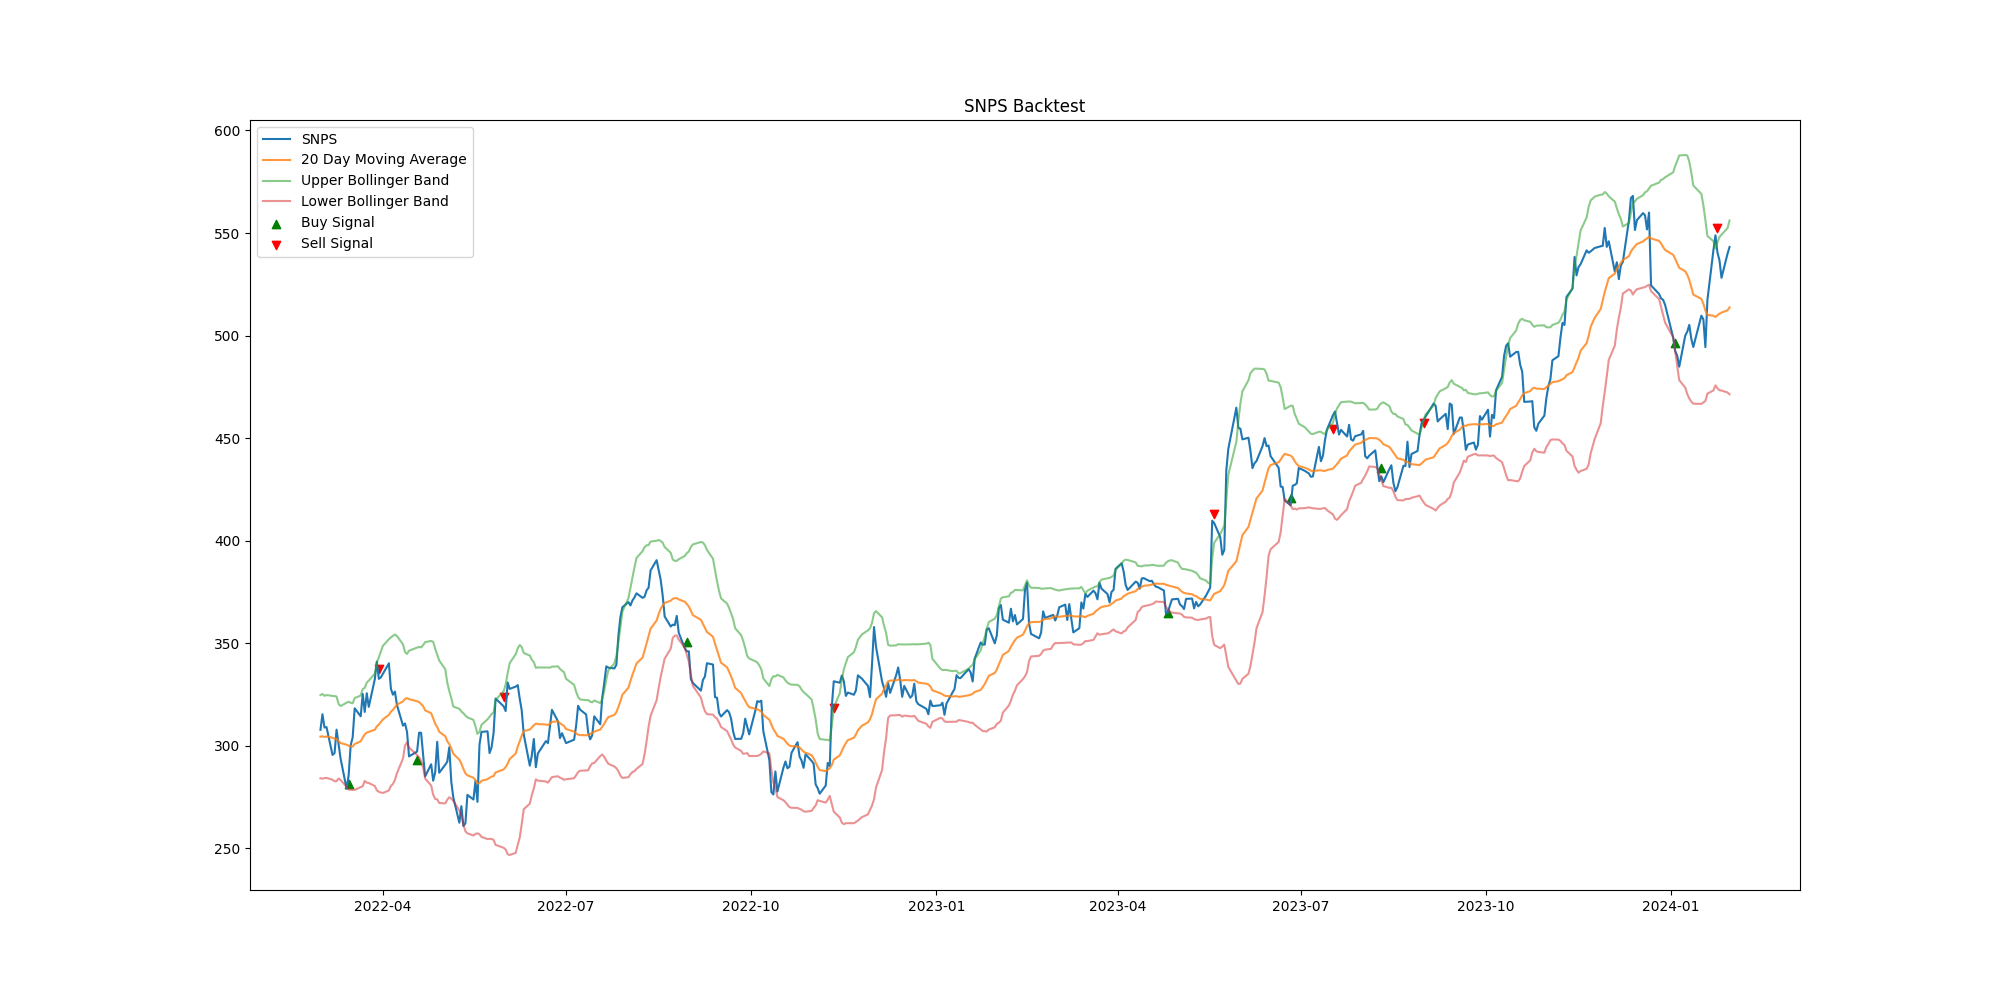 SNPS Backtest
SNPS
20 Day Moving Average
Upper Bollinger Band
Lower Bollinger Band
Buy Signal
Sell Signal
600
550
500
450
400
350
300
250
2022-04 2022-07 2022-10 2023-01 2023-04 2023-07 2023-10 2024-01